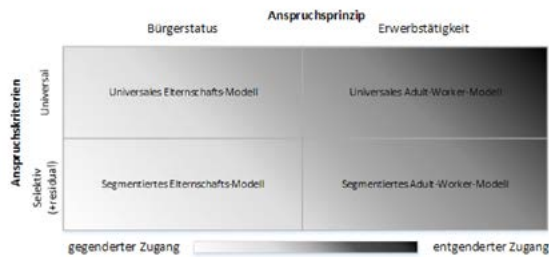 Anspruchsprinzip
Bürgerstatus Erwerbstätigkeit
Anspruchskriterien
Universal
Universales Elternschafts-Modell Universales Adult-Worker-Modell
Selektiv
(+residual)
Segmentiertes Elternschafts-Modell Segmentiertes Adult-Worker-Modell
gegenderter Zugang entgenderter Zugang